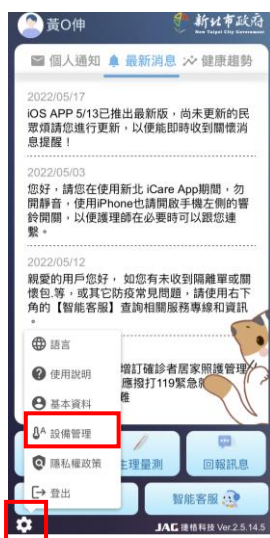 黃O伸
新北市政府
New Taipei City Government
個人通知
最新消息
健康趨勢
2022/05/17
iOS APP 5/13已推出最新版，尚未更新的民
眾煩請您進行更新，以便能即時收到關懷消
息提醒！
2022/05/03
您好，請您在使用新北 iCare App期間，勿
開靜音，使用iPhone也請開啟手機左側的響
鈴開關，以便護理師在必要時可以跟您連
繫。
2022/05/12
親愛的用戶您好， 如您有未收到隔離單或關
懷包.等，或其它防疫常見問題，請使用右下
角的【智能客服】查詢相關服務專線和資訊
。
語言
使用說明
基本資料
設備管理
隱私權政策
登出
增訂確診者居家照護管理
應撥打119緊急
生理量測
回報訊息
智能客服
JAG 捷格科技 Ver.2.5.14.5